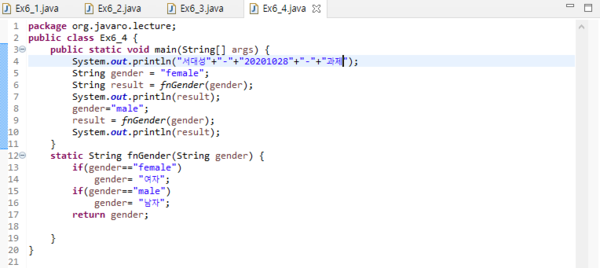 Ex6_1.java Ex6_2.java Ex6_3.java Ex6_4.java
1 package org.javaro.lecture;
2 public class Ex6_4 {
3 public static void main(String[] args) {
4 System.out.println("서대성"+"-"+"20201028"+"-"+"과제");
5 String gender = "female";
6 String result = fnGender(gender);
7 System.out.println(result);
8 gender="male";
9 result = fnGender(gender);
10 System.out.println(result);
11 }
12 static String fnGender(String gender) {
13 if(gender=="female")
14 gender= "여자";
15 if(gender=="male")
16 gender= "남자";
17 return gender;
18
19 }
20 }
21